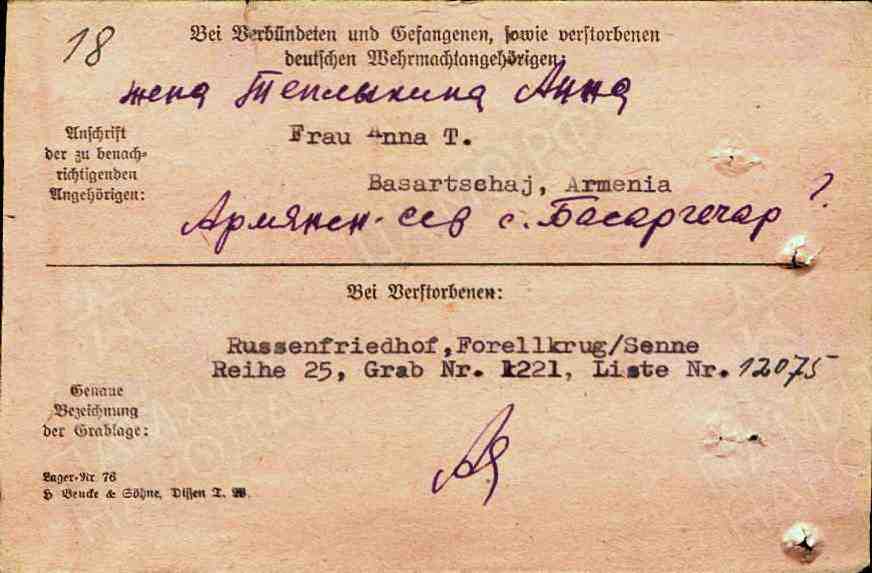 18
Bei Verbündeten und Gefangenen, sowie verstorbenen
deutschen Wehrmachtangehörigen:
жена Теплыкина Анна
Anschrift
der zu benach-
richtigenden
Angehörigen:
Frau Anna T.
Basartschaj, Armenia
Армянск. ССР с. Басаргечар ?
Bei Verstorbenen:
Russenfriedhof,Forellkrug/Senne
Reihe 25, Grab Nr. 1221, Liste Nr. 12075
Genaue
Bezeichnung
der Grablage:
Lager-Nr 76
& Söhne, Dissen T. W.